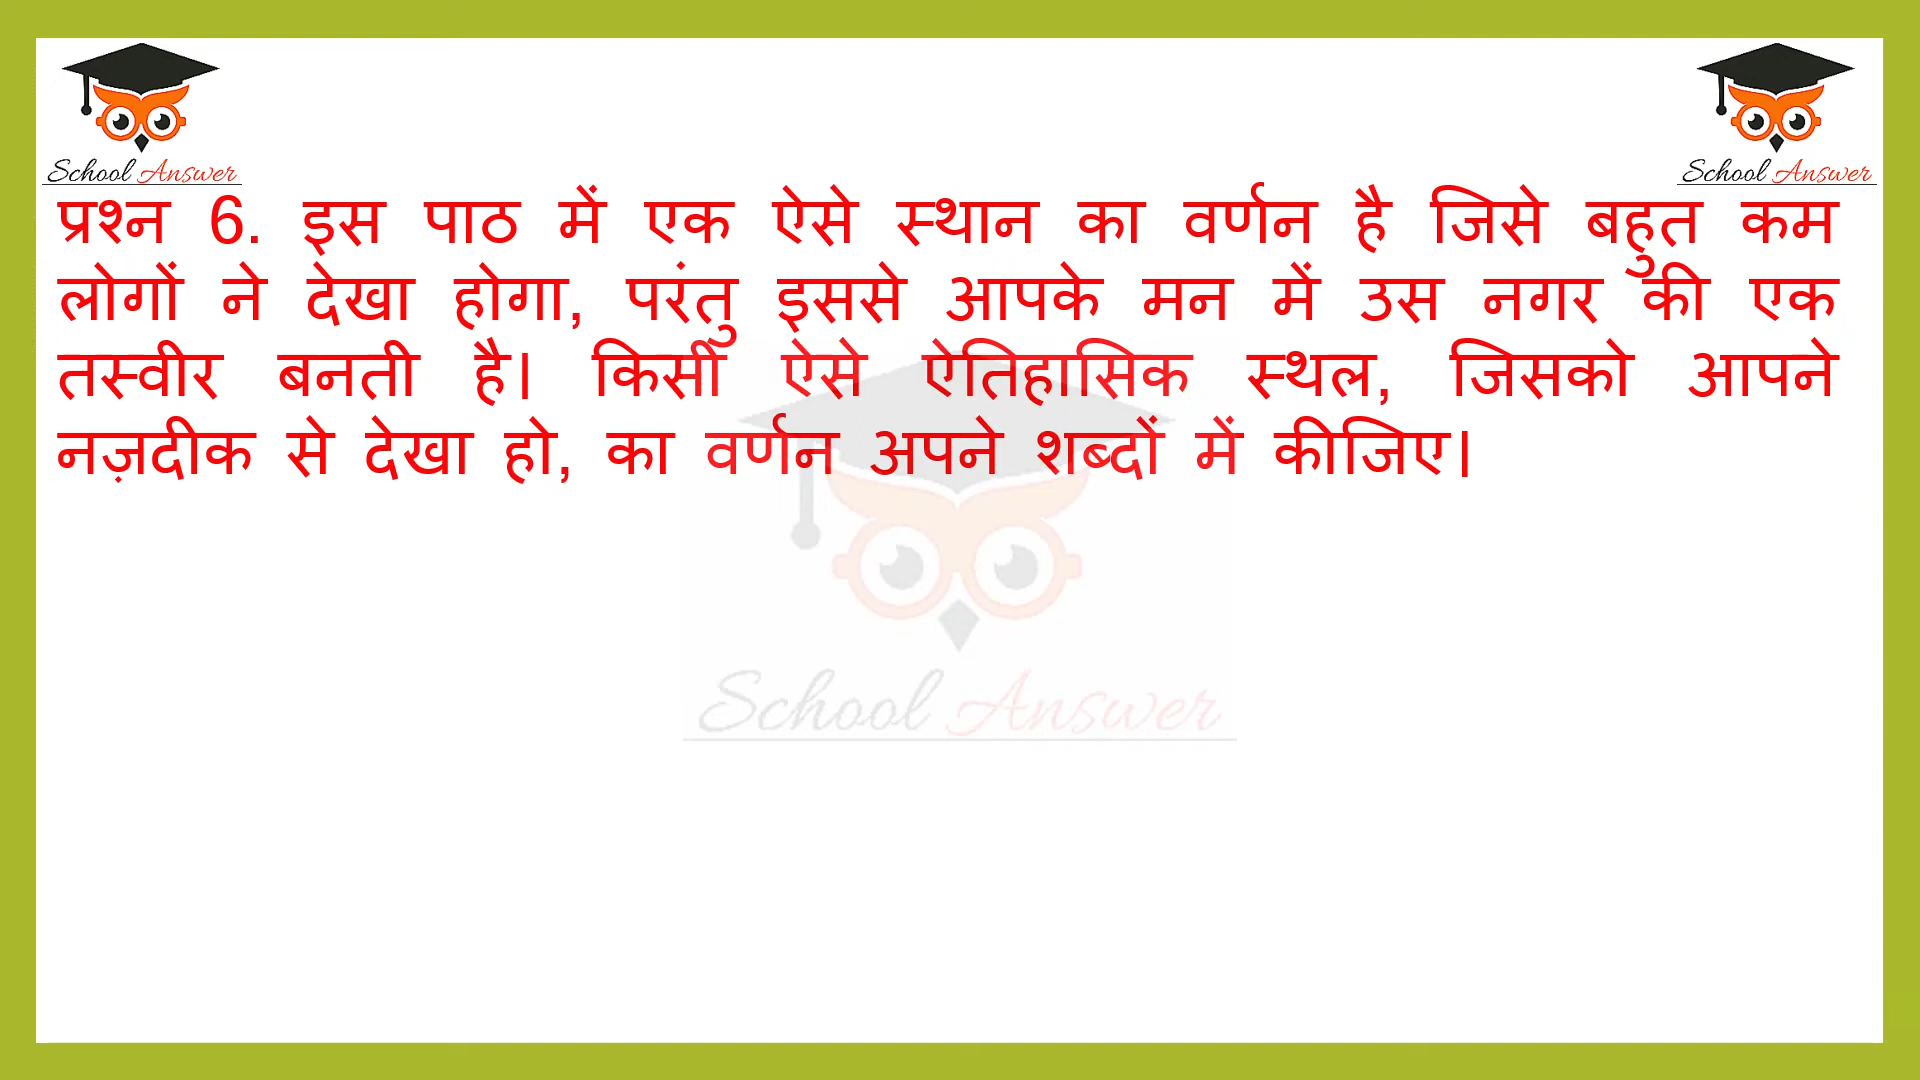 School Answer
School Answer
प्रश्न 6. इस पाठ में एक ऐसे स्थान का वर्णन है जिसे बहुत कम
लोगों ने देखा होगा, परंतु इससे आपके मन में उस नगर की एक
तस्वीर बनती है। किसी ऐसे ऐतिहासिक स्थल, जिसको आपने
नज़दीक से देखा हो, का वर्णन अपने शब्दों में कीजिए।
School Answer